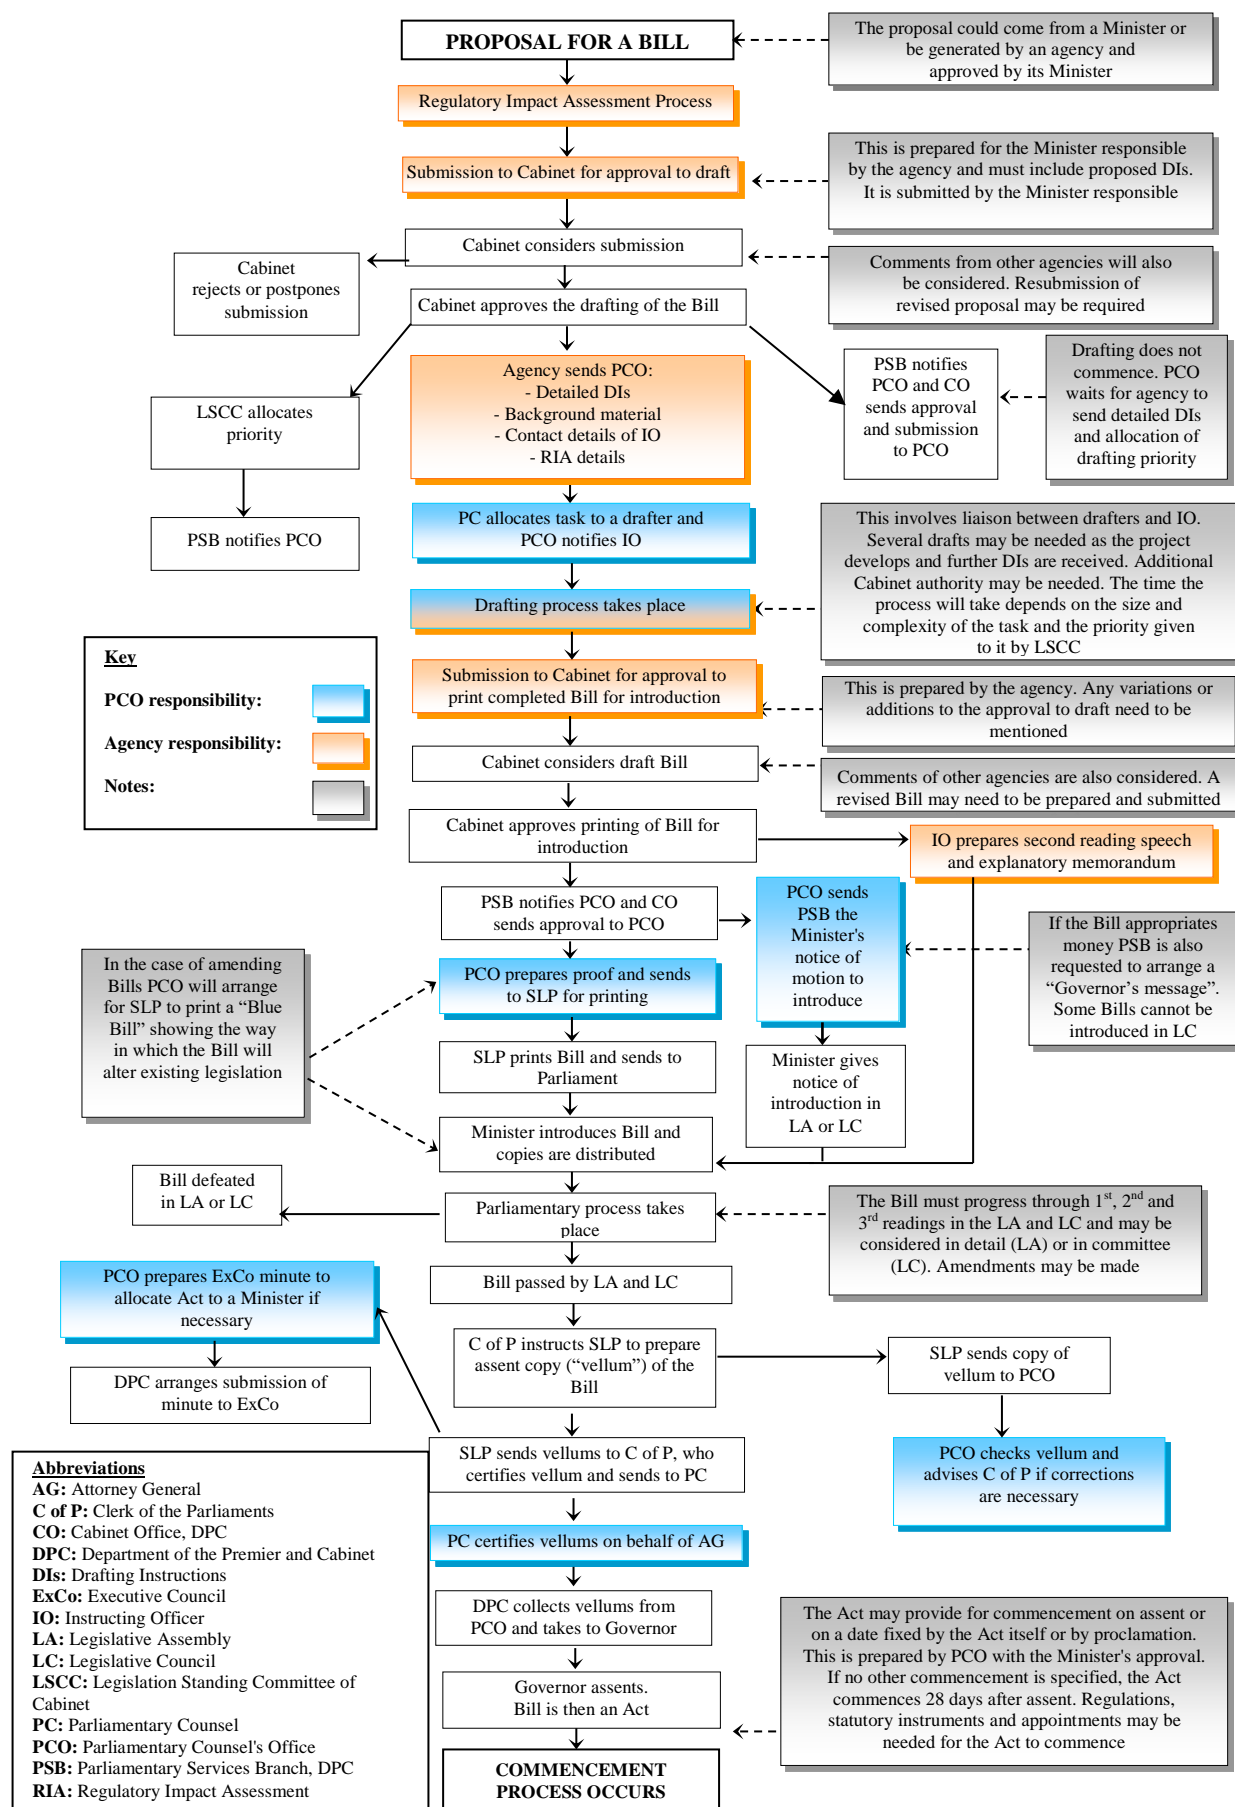 PROPOSAL FOR A BILL
The proposal could come from a Minister or
be generated by an agency and
approved by its Minister
Regulatory Impact Assessment Process
Submission to Cabinet for approval to draft
This is prepared for the Minister responsible
by the agency and must include proposed DIs.
It is submitted by the Minister responsible
Cabinet considers submission
Cabinet
rejects or postpones
submission
Comments from other agencies will also
be considered. Resubmission of
revised proposal may be required
Cabinet approves the drafting of the Bill
Agency sends PCO:
- Detailed DIs
- Background material
- Contact details of IO
- RIA details
PSB notifies
PCO and CO
sends approval
and submission
to PCO
Drafting does not
commence. PCO
waits for agency to
send detailed DIs
and allocation of
drafting priority
LSCC allocates
priority
PSB notifies PCO
PC allocates task to a drafter and
PCO notifies IO
This involves liaison between drafters and IO.
Several drafts may be needed as the project
develops and further DIs are received. Additional
Cabinet authority may be needed. The time the
process will take depends on the size and
complexity of the task and the priority given
to it by LSCC
Drafting process takes place
Key
PCO responsibility:
Agency responsibility:
Notes:
Submission to Cabinet for approval to
print completed Bill for introduction
This is prepared by the agency. Any variations or
additions to the approval to draft need to be
mentioned
Cabinet considers draft Bill
Comments of other agencies are also considered. A
revised Bill may need to be prepared and submitted
Cabinet approves printing of Bill for
introduction
IO prepares second reading speech
and explanatory memorandum
PSB notifies PCO and CO
sends approval to PCO
PCO sends
PSB the
Minister's
notice of
motion to
introduce
If the Bill appropriates
money PSB is also
requested to arrange a
“Governor’s message”.
Some Bills cannot be
introduced in LC
In the case of amending
Bills PCO will arrange
for SLP to print a “Blue
Bill” showing the way
in which the Bill will
alter existing legislation
PCO prepares proof and sends
to SLP for printing
SLP prints Bill and sends to
Parliament
Minister gives
notice of
introduction in
LA or LC
Minister introduces Bill and
copies are distributed
Bill defeated
in LA or LC
Parliamentary process takes
place
The Bill must progress through 1st, 2nd and
3rd readings in the LA and LC and may be
considered in detail (LA) or in committee
(LC). Amendments may be made
PCO prepares ExCo minute to
allocate Act to a Minister if
necessary
Bill passed by LA and LC
C of P instructs SLP to prepare
assent copy (“vellum”) of the
Bill
SLP sends copy of
vellum to PCO
DPC arranges submission of
minute to ExCo
SLP sends vellums to C of P, who
certifies vellum and sends to PC
PCO checks vellum and
advises C of P if corrections
are necessary
PC certifies vellums on behalf of AG
DPC collects vellums from
PCO and takes to Governor
Governor assents.
Bill is then an Act
The Act may provide for commencement on assent or
on a date fixed by the Act itself or by proclamation.
This is prepared by PCO with the Minister's approval.
If no other commencement is specified, the Act
commences 28 days after assent. Regulations,
statutory instruments and appointments may be
needed for the Act to commence
COMMENCEMENT
PROCESS OCCURS
Abbreviations
AG: Attorney General
C of P: Clerk of the Parliaments
CO: Cabinet Office, DPC
DPC: Department of the Premier and Cabinet
DIs: Drafting Instructions
ExCo: Executive Council
IO: Instructing Officer
LA: Legislative Assembly
LC: Legislative Council
LSCC: Legislation Standing Committee of
Cabinet
PC: Parliamentary Counsel
PCO: Parliamentary Counsel's Office
PSB: Parliamentary Services Branch, DPC
RIA: Regulatory Impact Assessment